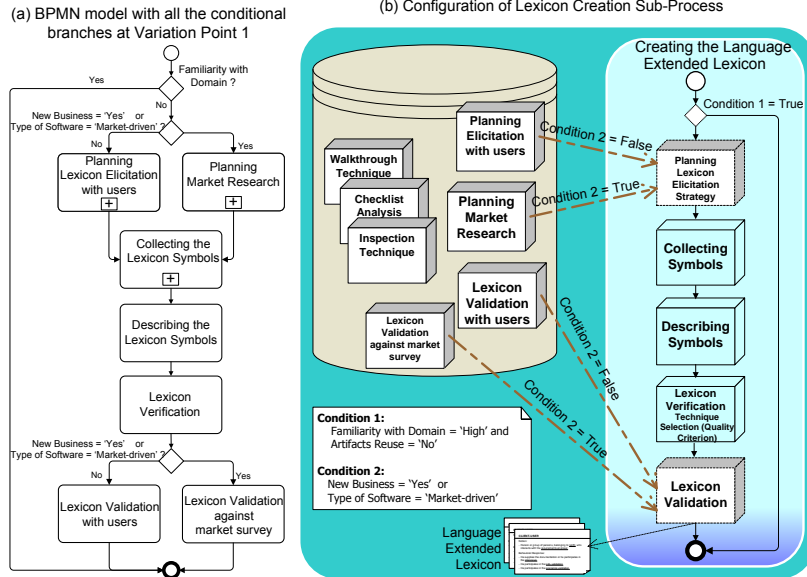 (a) BPMN model with all the conditional
branches at Variation Point 1
Yes
Familiarity with
Domain ?
No
New Business = 'Yes' or
Type of Software = 'Market-driven' ?
No
Yes
Planning
Lexicon Elicitation
with users
Planning
Market Research
Collecting the
Lexicon Symbols
Describing the
Lexicon Symbols
Lexicon
Verification
New Business = 'Yes' or
Type of Software = 'Market-driven' ?
No
Yes
Lexicon Validation
with users
Lexicon Validation
against
market survey
(b) Configuration of Lexicon Creation Sub-Process
Planning
Elicitation
with users
Walkthrough
Technique
Checklist
Analysis
Inspection
Technique
Planning
Market
Research
Lexicon
Validation
with users
Lexicon
Validation
against market
survey
Condition 2 = False
Condition 2 = True
Condition 2 = False
Condition 2 = True
Condition 1:
Familiarity with Domain = 'High' and
Artifacts Reuse = 'No'
Condition 2:
New Business = 'Yes' or
Type of Software = 'Market-driven'
Language
Extended
Lexicon
Creating the Language
Extended Lexicon
Condition 1 = True
Planning
Lexicon
Elicitation
Strategy
Collecting
Symbols
Describing
Symbols
Lexicon
Verification
Technique
Selection (Quality
Criterion)
Lexicon
Validation